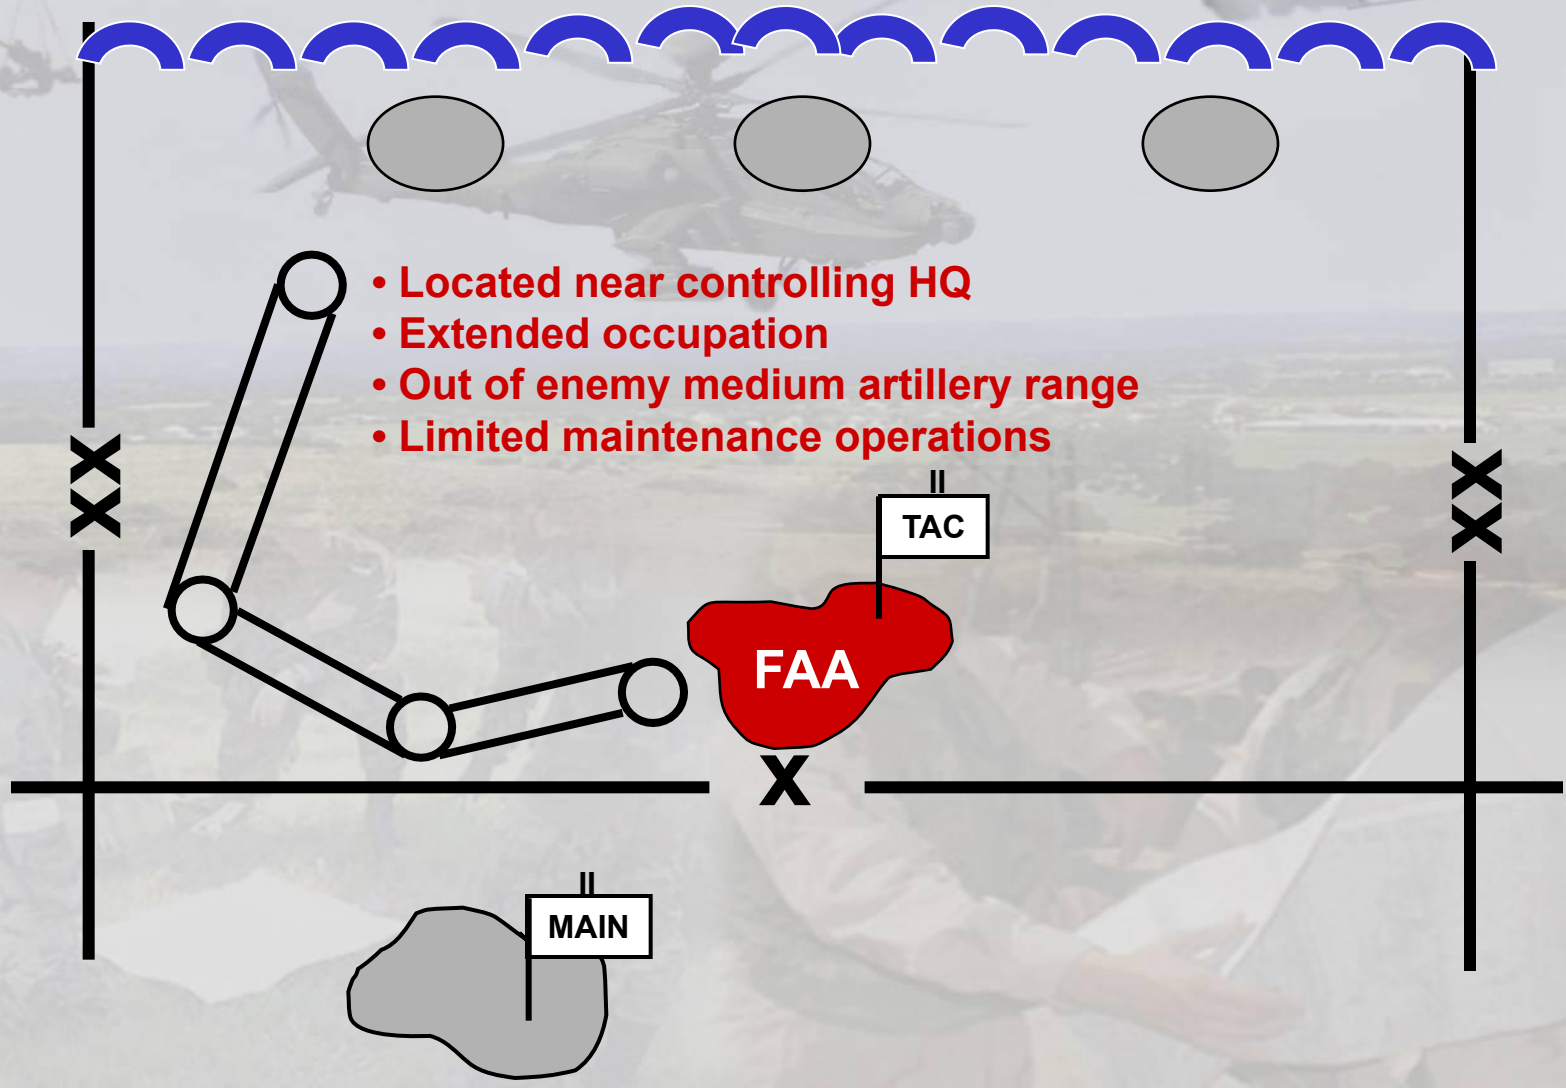 • Located near controlling HQ
• Extended occupation
• Out of enemy medium artillery range
• Limited maintenance operations
XX
XX
II
TAC
FAA
X
II
MAIN